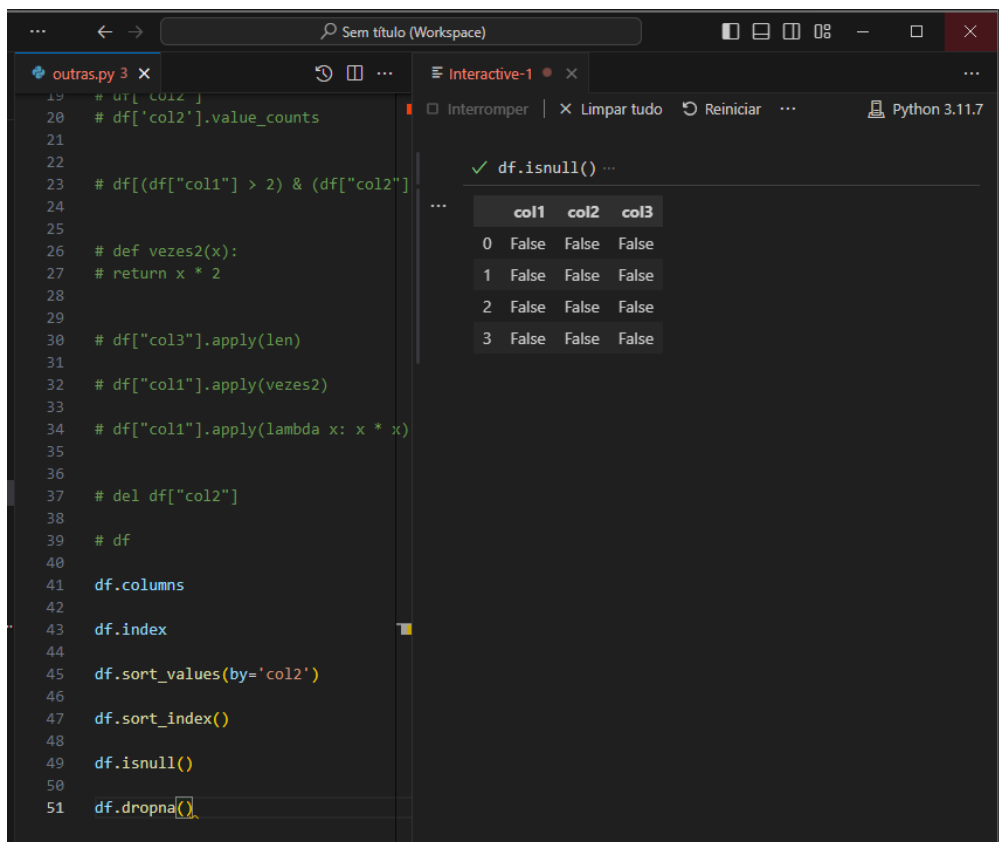 Sem título (Workspace)
outras.py 3
19 # df['col2']
20 # df['col2'].value_counts
21
22
23 # df[(df["col1"] > 2) & (df["col2"]
24
25
26 # def vezes2(x):
27 # return x * 2
28
29
30 # df["col3"].apply(len)
31
32 # df["col1"].apply(vezes2)
33
34 # df["col1"].apply(lambda x: x * x)
35
36
37 # del df["col2"]
38
39 # df
40
41 df.columns
42
43 df.index
44
45 df.sort_values(by='col2')
46
47 df.sort_index()
48
49 df.isnull()
50
51 df.dropna()
Interactive-1
Interromper | Limpar tudo Reiniciar ··· Python 3.11.7
df.isnull() ···
col1 col2 col3
0 False False False
1 False False False
2 False False False
3 False False False